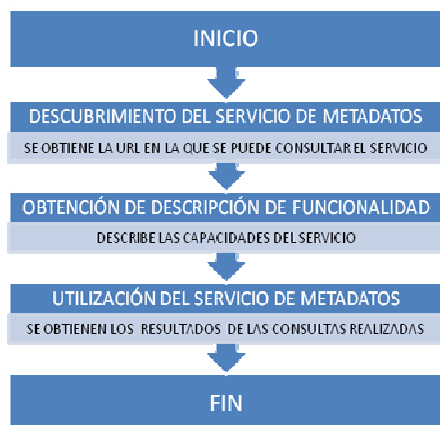 INICIO
DESCUBRIMIENTO DEL SERVICIO DE METADATOS
SE OBTIENE LA URL EN LA QUE SE PUEDE CONSULTAR EL SERVICIO
OBTENCIÓN DE DESCRIPCIÓN DE FUNCIONALIDAD
DESCRIBE LAS CAPACIDADES DEL SERVICIO
UTILIZACIÓN DEL SERVICIO DE METADATOS
SE OBTIENEN LOS RESULTADOS DE LAS CONSULTAS REALIZADAS
FIN